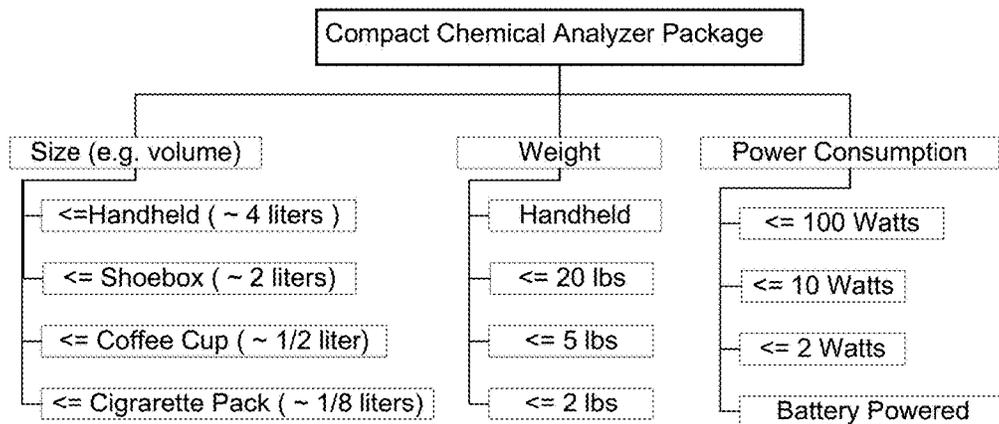 Compact Chemical Analyzer Package
Size (e.g. volume)
<=Handheld ( ~ 4 liters )
<= Shoebox ( ~ 2 liters)
<= Coffee Cup ( ~ 1/2 liter)
<= Cigrarette Pack ( ~ 1/8 liters)
Weight
Handheld
<= 20 lbs
<= 5 lbs
<= 2 lbs
Power Consumption
<= 100 Watts
<= 10 Watts
<= 2 Watts
Battery Powered